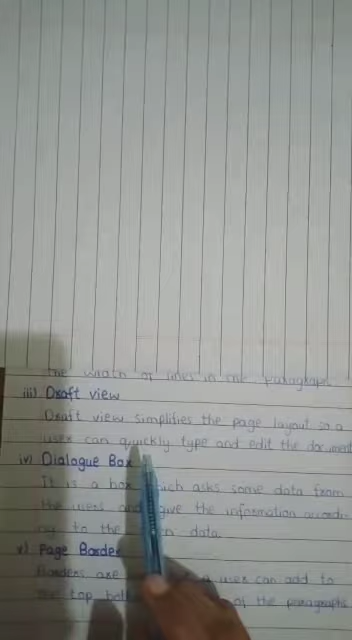 the width of lines in one paragraph.
iii) Draft view
Draft view simplifies the page layout so a
user can quickly type and edit the document
iv) Dialogue Box
It is a box which asks some data from
the users and give the information accordi-
ng to the data.
v) Page Border
Borders are a user can add to
the top of the paragraphs